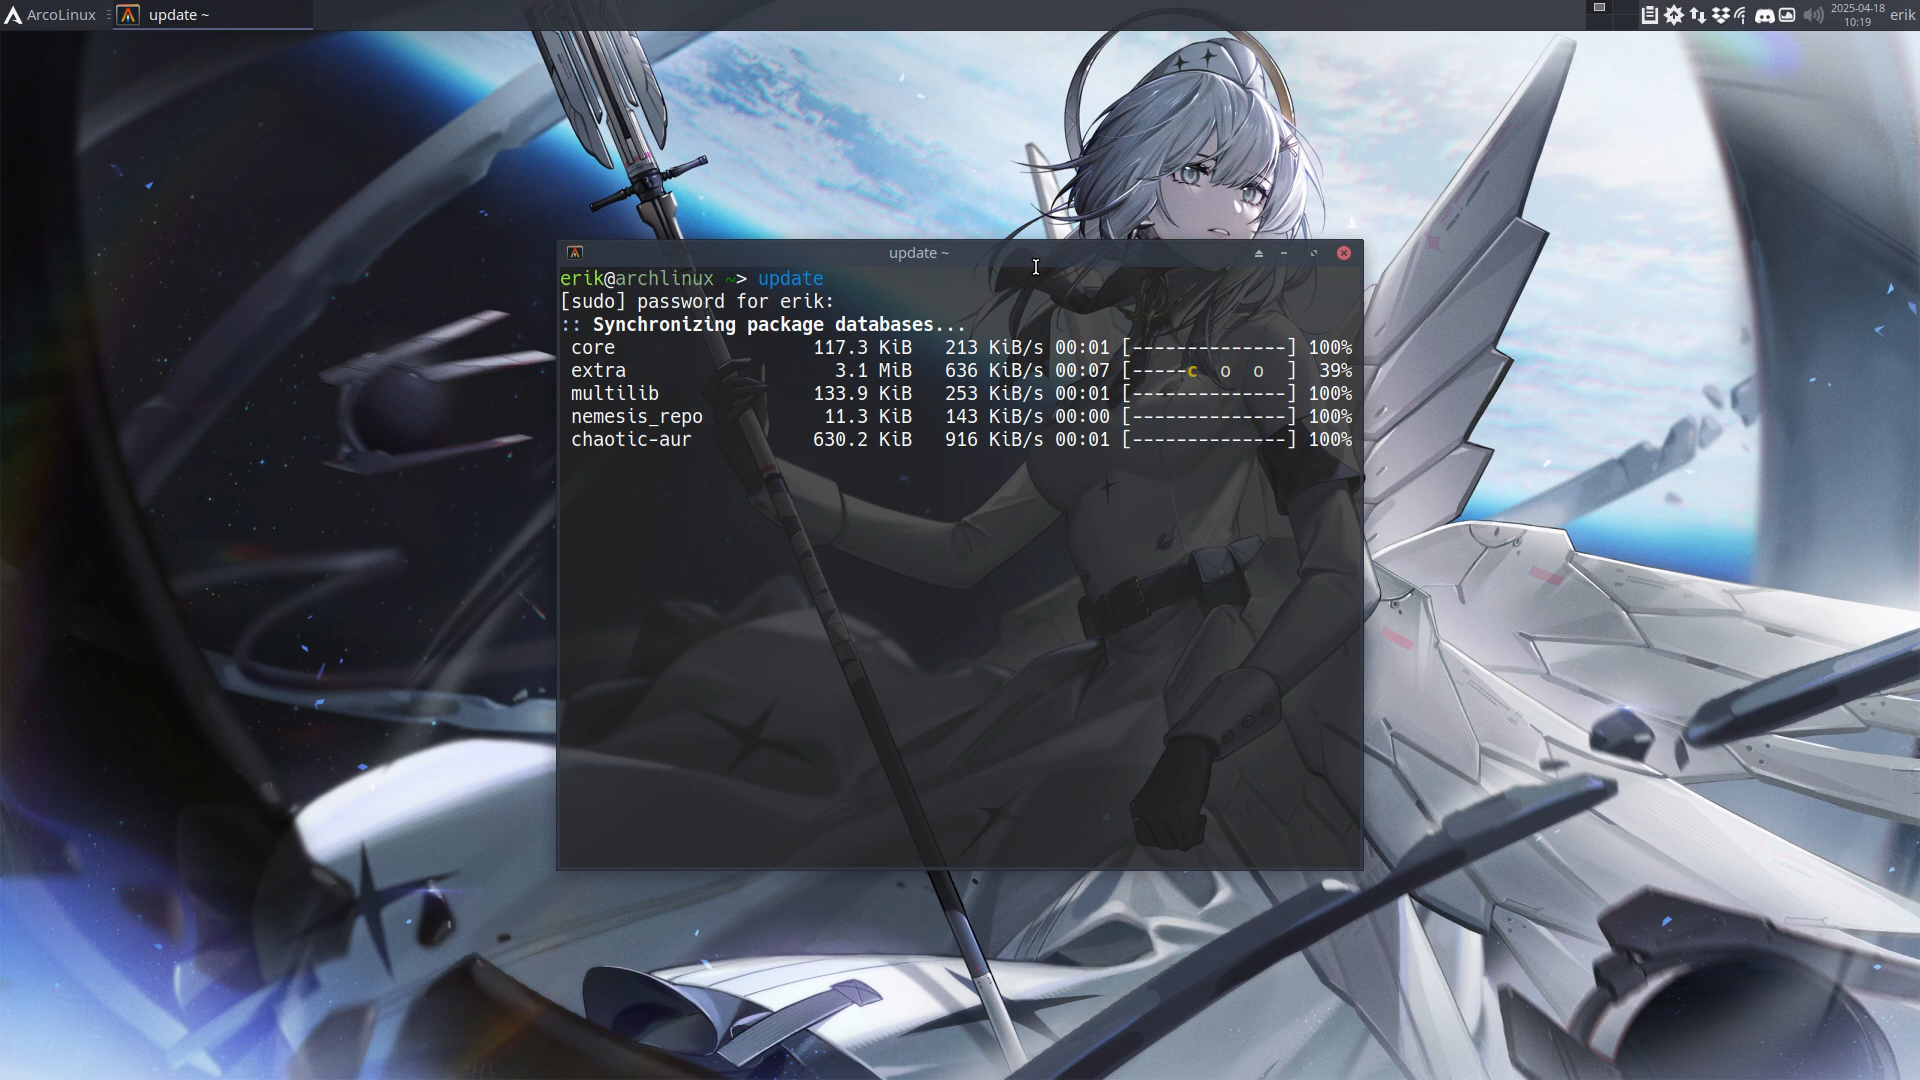 ArcoLinux
update ~
2025-04-18
10:19
erik
update ~
erik@archlinux ~> update
[sudo] password for erik:
:: Synchronizing package databases...
core 117.3 KiB 213 KiB/s 00:01 [--------------] 100%
extra 3.1 MiB 636 KiB/s 00:07 [-----c  o  o  ] 39%
multilib 133.9 KiB 253 KiB/s 00:01 [--------------] 100%
nemesis_repo 11.3 KiB 143 KiB/s 00:00 [--------------] 100%
chaotic-aur 630.2 KiB 916 KiB/s 00:01 [--------------] 100%